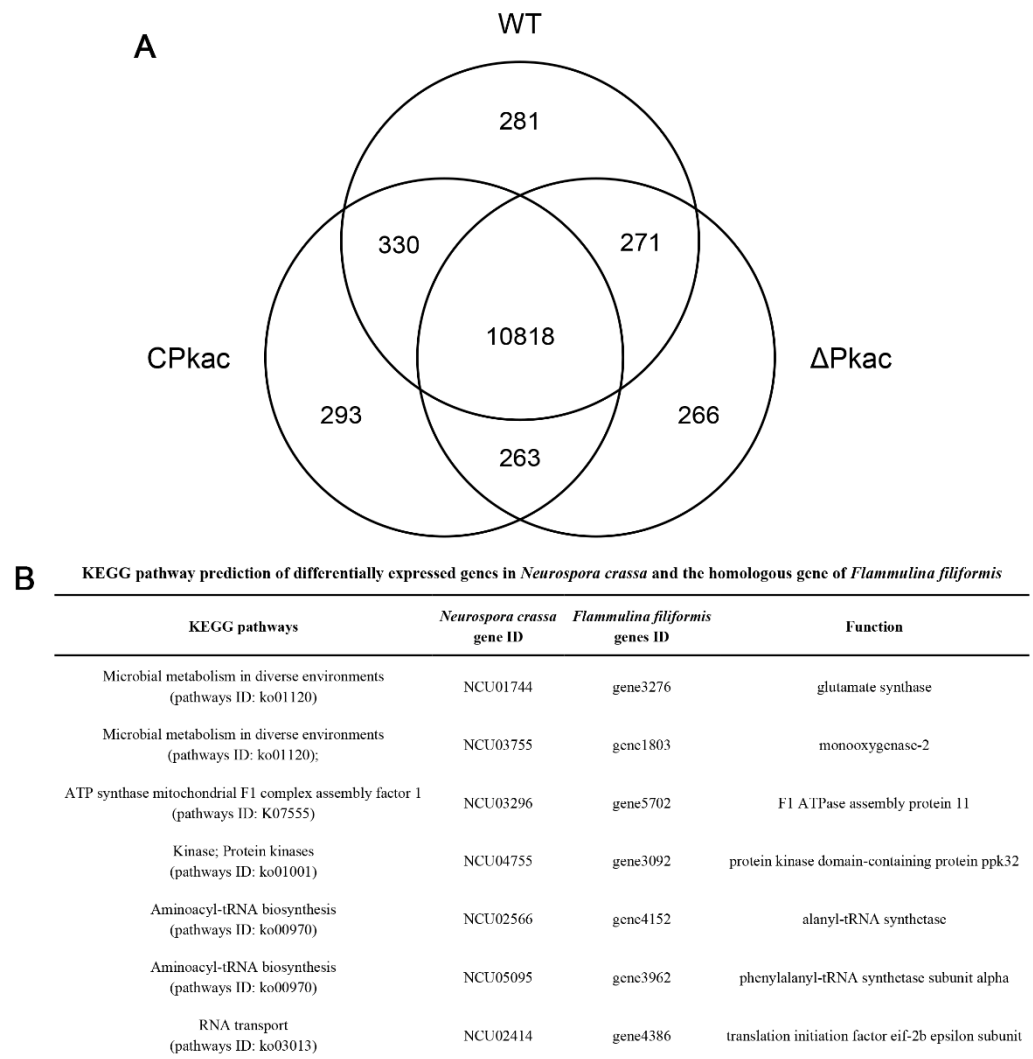 A
WT
281
330
271
10818
CPkac
ΔPkac
293
266
263
B
KEGG pathway prediction of differentially expressed genes in Neurospora crassa and the homologous gene of Flammulina filiformis
KEGG pathways
Neurospora crassa gene ID
Flammulina filiformis genes ID
Function
Microbial metabolism in diverse environments
(pathways ID: ko01120)
NCU01744
gene3276
glutamate synthase
Microbial metabolism in diverse environments
(pathways ID: ko01120);
NCU03755
gene1803
monooxygenase-2
ATP synthase mitochondrial F1 complex assembly factor 1
(pathways ID: K07555)
NCU03296
gene5702
F1 ATPase assembly protein 11
Kinase; Protein kinases
(pathways ID: ko01001)
NCU04755
gene3092
protein kinase domain-containing protein ppk32
Aminoacyl-tRNA biosynthesis
(pathways ID: ko00970)
NCU02566
gene4152
alanyl-tRNA synthetase
Aminoacyl-tRNA biosynthesis
(pathways ID: ko00970)
NCU05095
gene3962
phenylalanyl-tRNA synthetase subunit alpha
RNA transport
(pathways ID: ko03013)
NCU02414
gene4386
translation initiation factor eif-2b epsilon subunit